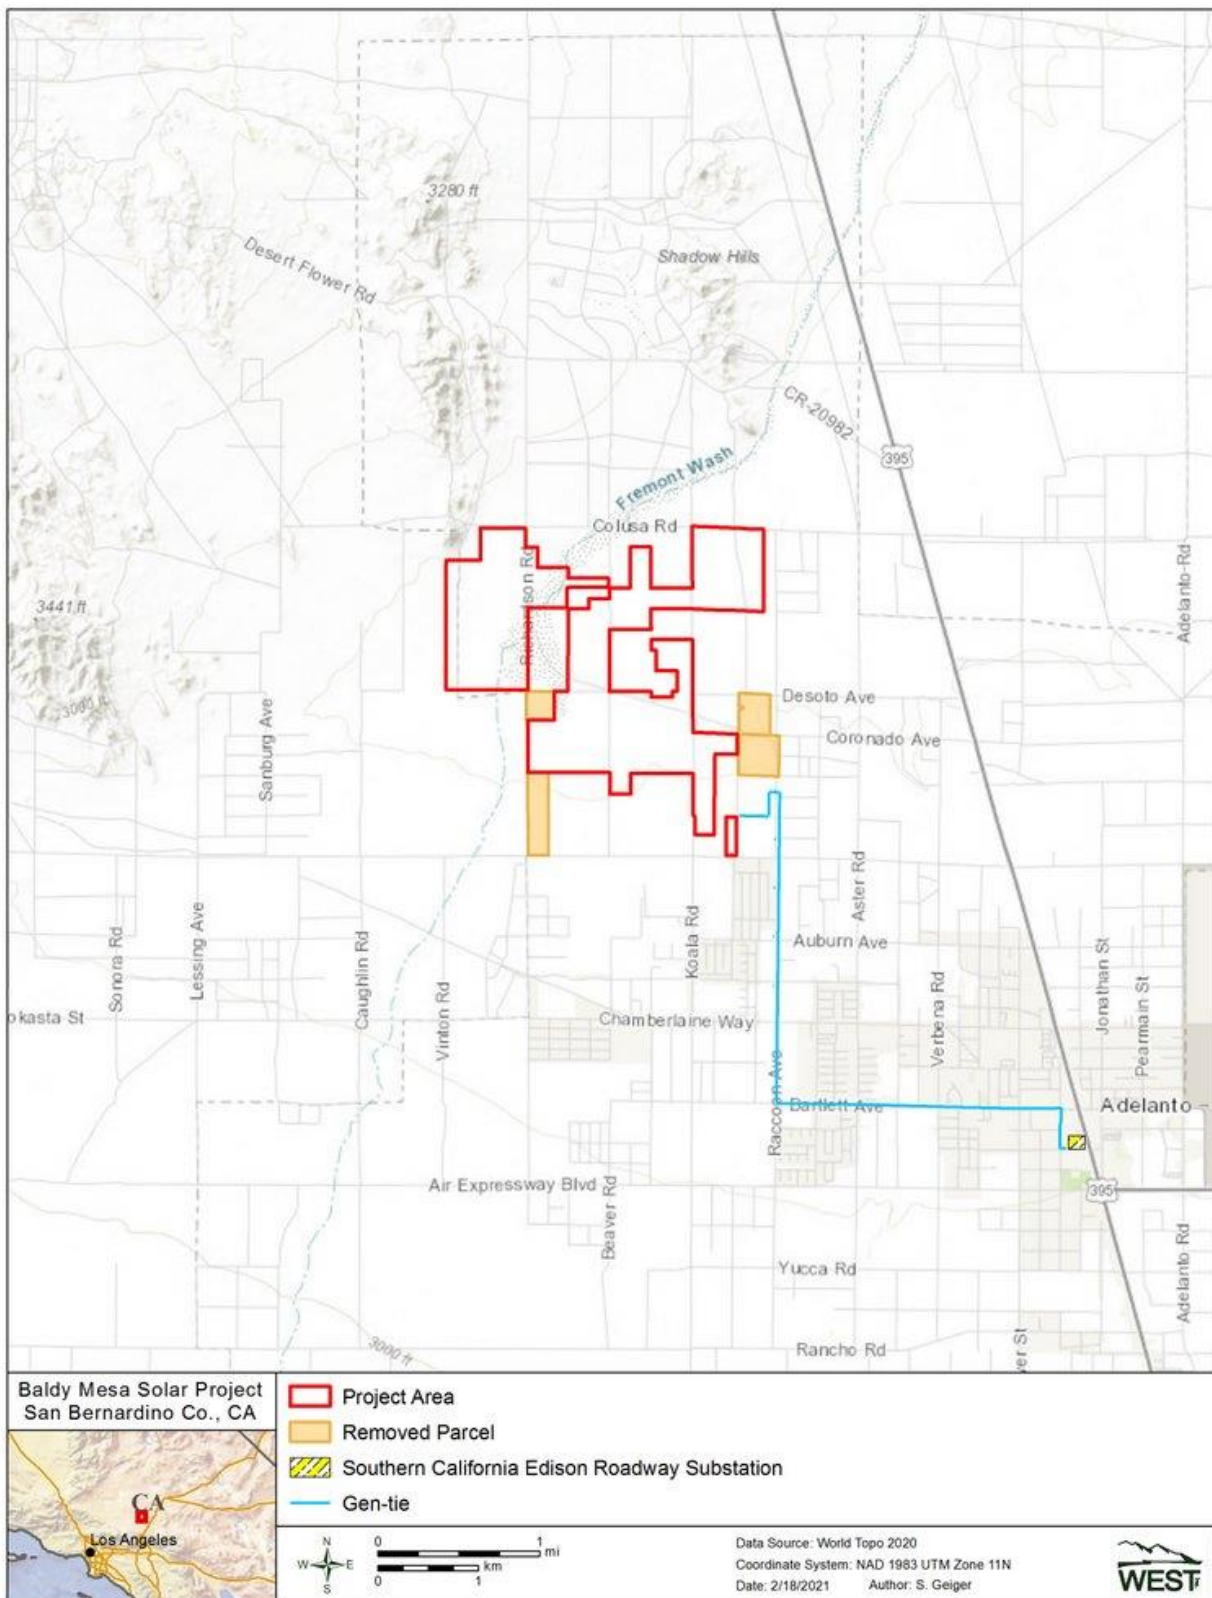 3280 ft
Desert Flower Rd
Shadow Hills
CR-20982
395
Fremont Wash
Colusa Rd
Richardson Rd
Adelanto Rd
3441 ft
3000 ft
Sanburg Ave
Desoto Ave
Coronado Ave
Aster Rd
Sonora Rd
Lessing Ave
Caughlin Rd
Vinton Rd
Koala Rd
Auburn Ave
Verbena Rd
Jonathan St
Pearmain St
okasta St
Chamberlaine Way
Raccoon Ave
Bartlett Ave
Adelanto
Air Expressway Blvd
Beaver Rd
395
Yucca Rd
Adelanto Rd
3000 ft
Rancho Rd
ver St
Baldy Mesa Solar Project
San Bernardino Co., CA
CA
Los Angeles
Project Area
Removed Parcel
Southern California Edison Roadway Substation
Gen-tie
N
W E
S
0 1
mi
km
0 1
Data Source: World Topo 2020
Coordinate System: NAD 1983 UTM Zone 11N
Date: 2/18/2021 Author: S. Geiger
WEST